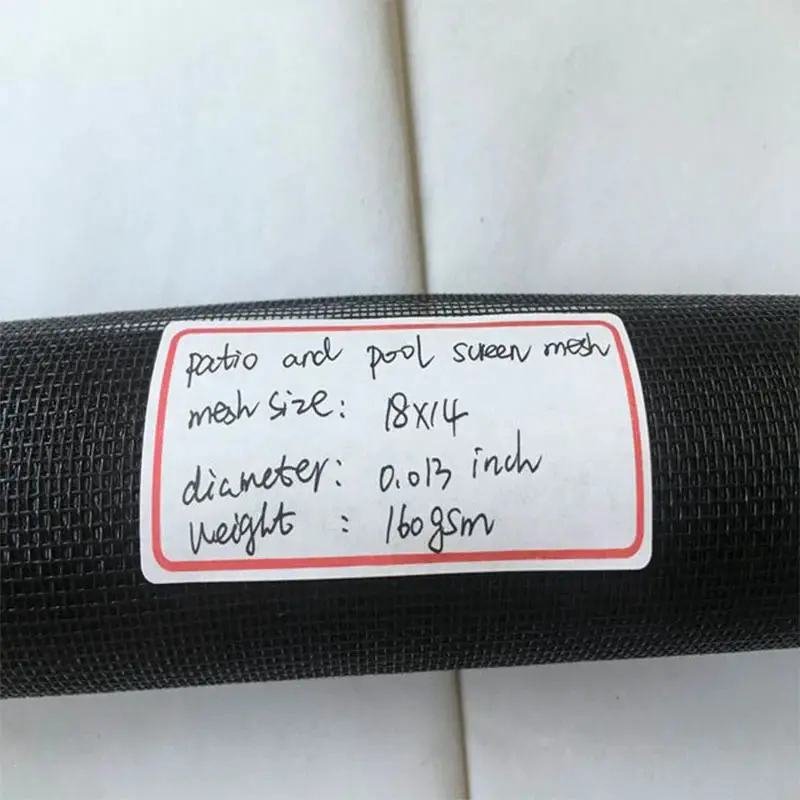 patio and pool screen mesh
mesh size: 18x14
diameter: 0.013 inch
weight : 160gsm